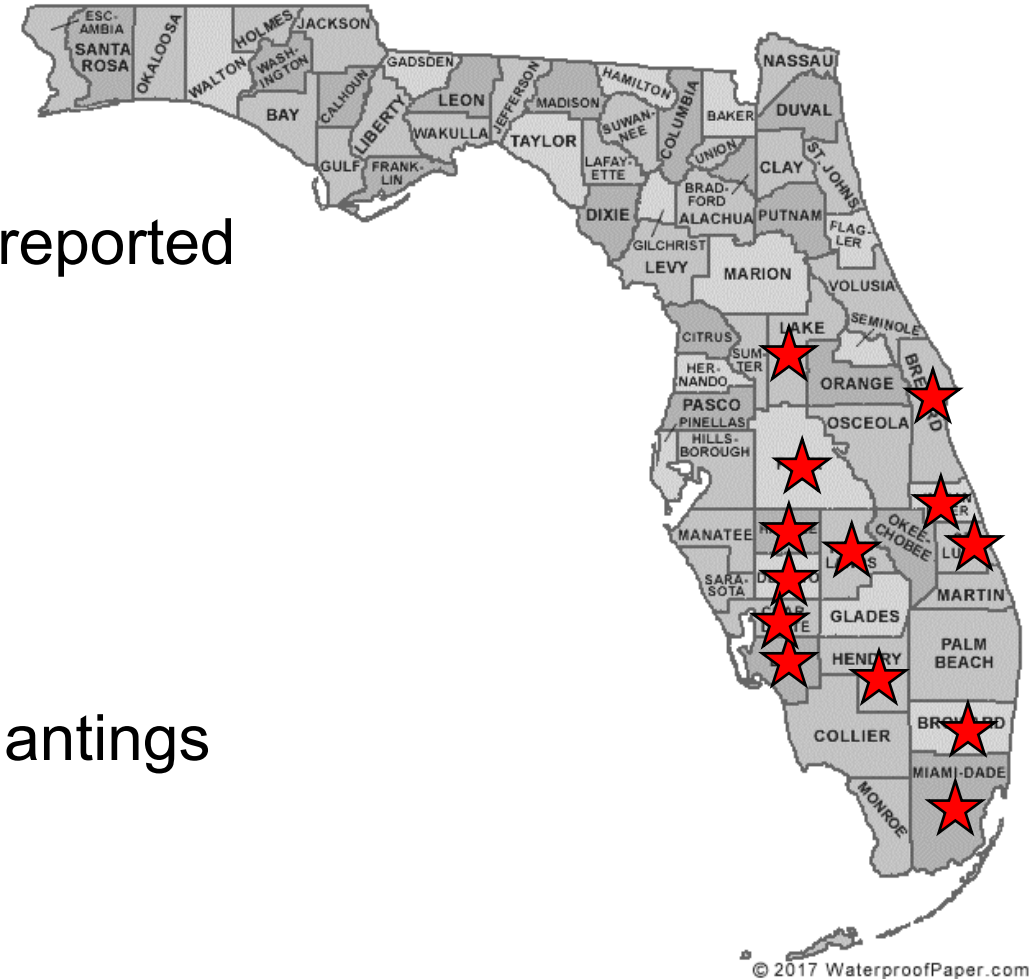 ESC-
AMBIA
SANTA
ROSA
OKALOOSA
WALTON
HOLMES
JACKSON
WASH-
INGTON
BAY
CALHOUN
GULF
LIBERTY
GADSDEN
LEON
WAKULLA
FRANK-
LIN
JEFFERSON
MADISON
TAYLOR
HAMILTON
SUWAN-
NEE
LAFAY-
ETTE
DIXIE
COLUMBIA
BAKER
NASSAU
DUVAL
UNION
BRAD-
FORD
CLAY
ST. JOHNS
ALACHUA
PUTNAM
FLAG-
LER
GILCHRIST
LEVY
MARION
VOLUSIA
reported
CITRUS
SUM-
TER
LAKE
SEMINOLE
HER-
NANDO
ORANGE
PASCO
PINELLAS
HILLS-
BOROUGH
OSCEOLA
MANATEE
OKEE-
CHOBEE
SARA-
SOTA
MARTIN
GLADES
HENDRY
PALM
BEACH
antings
COLLIER
MIAMI-DADE
MONROE
© 2017 WaterproofPaper.com